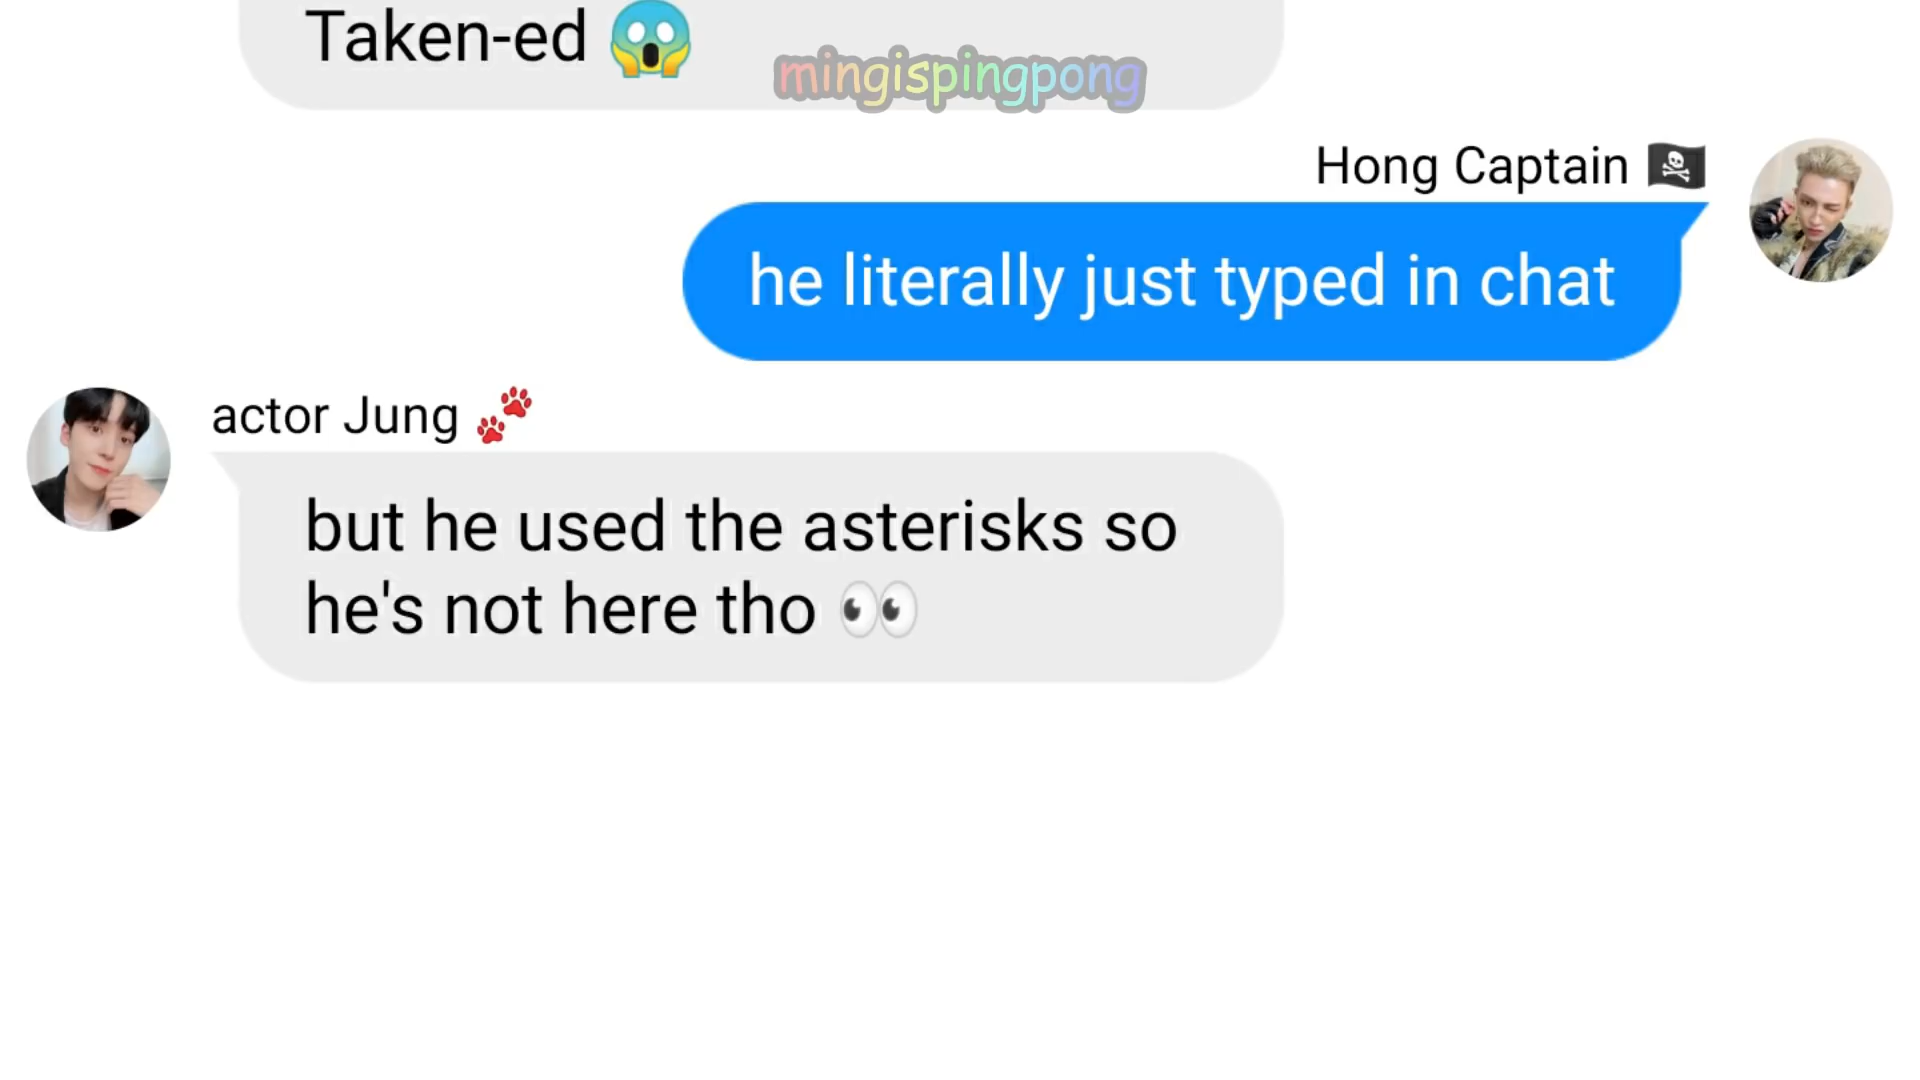 Taken-ed 😱
mingispingpong
Hong Captain 🏴‍☠️
he literally just typed in chat
actor Jung 🐾
but he used the asterisks so
he's not here tho 👀